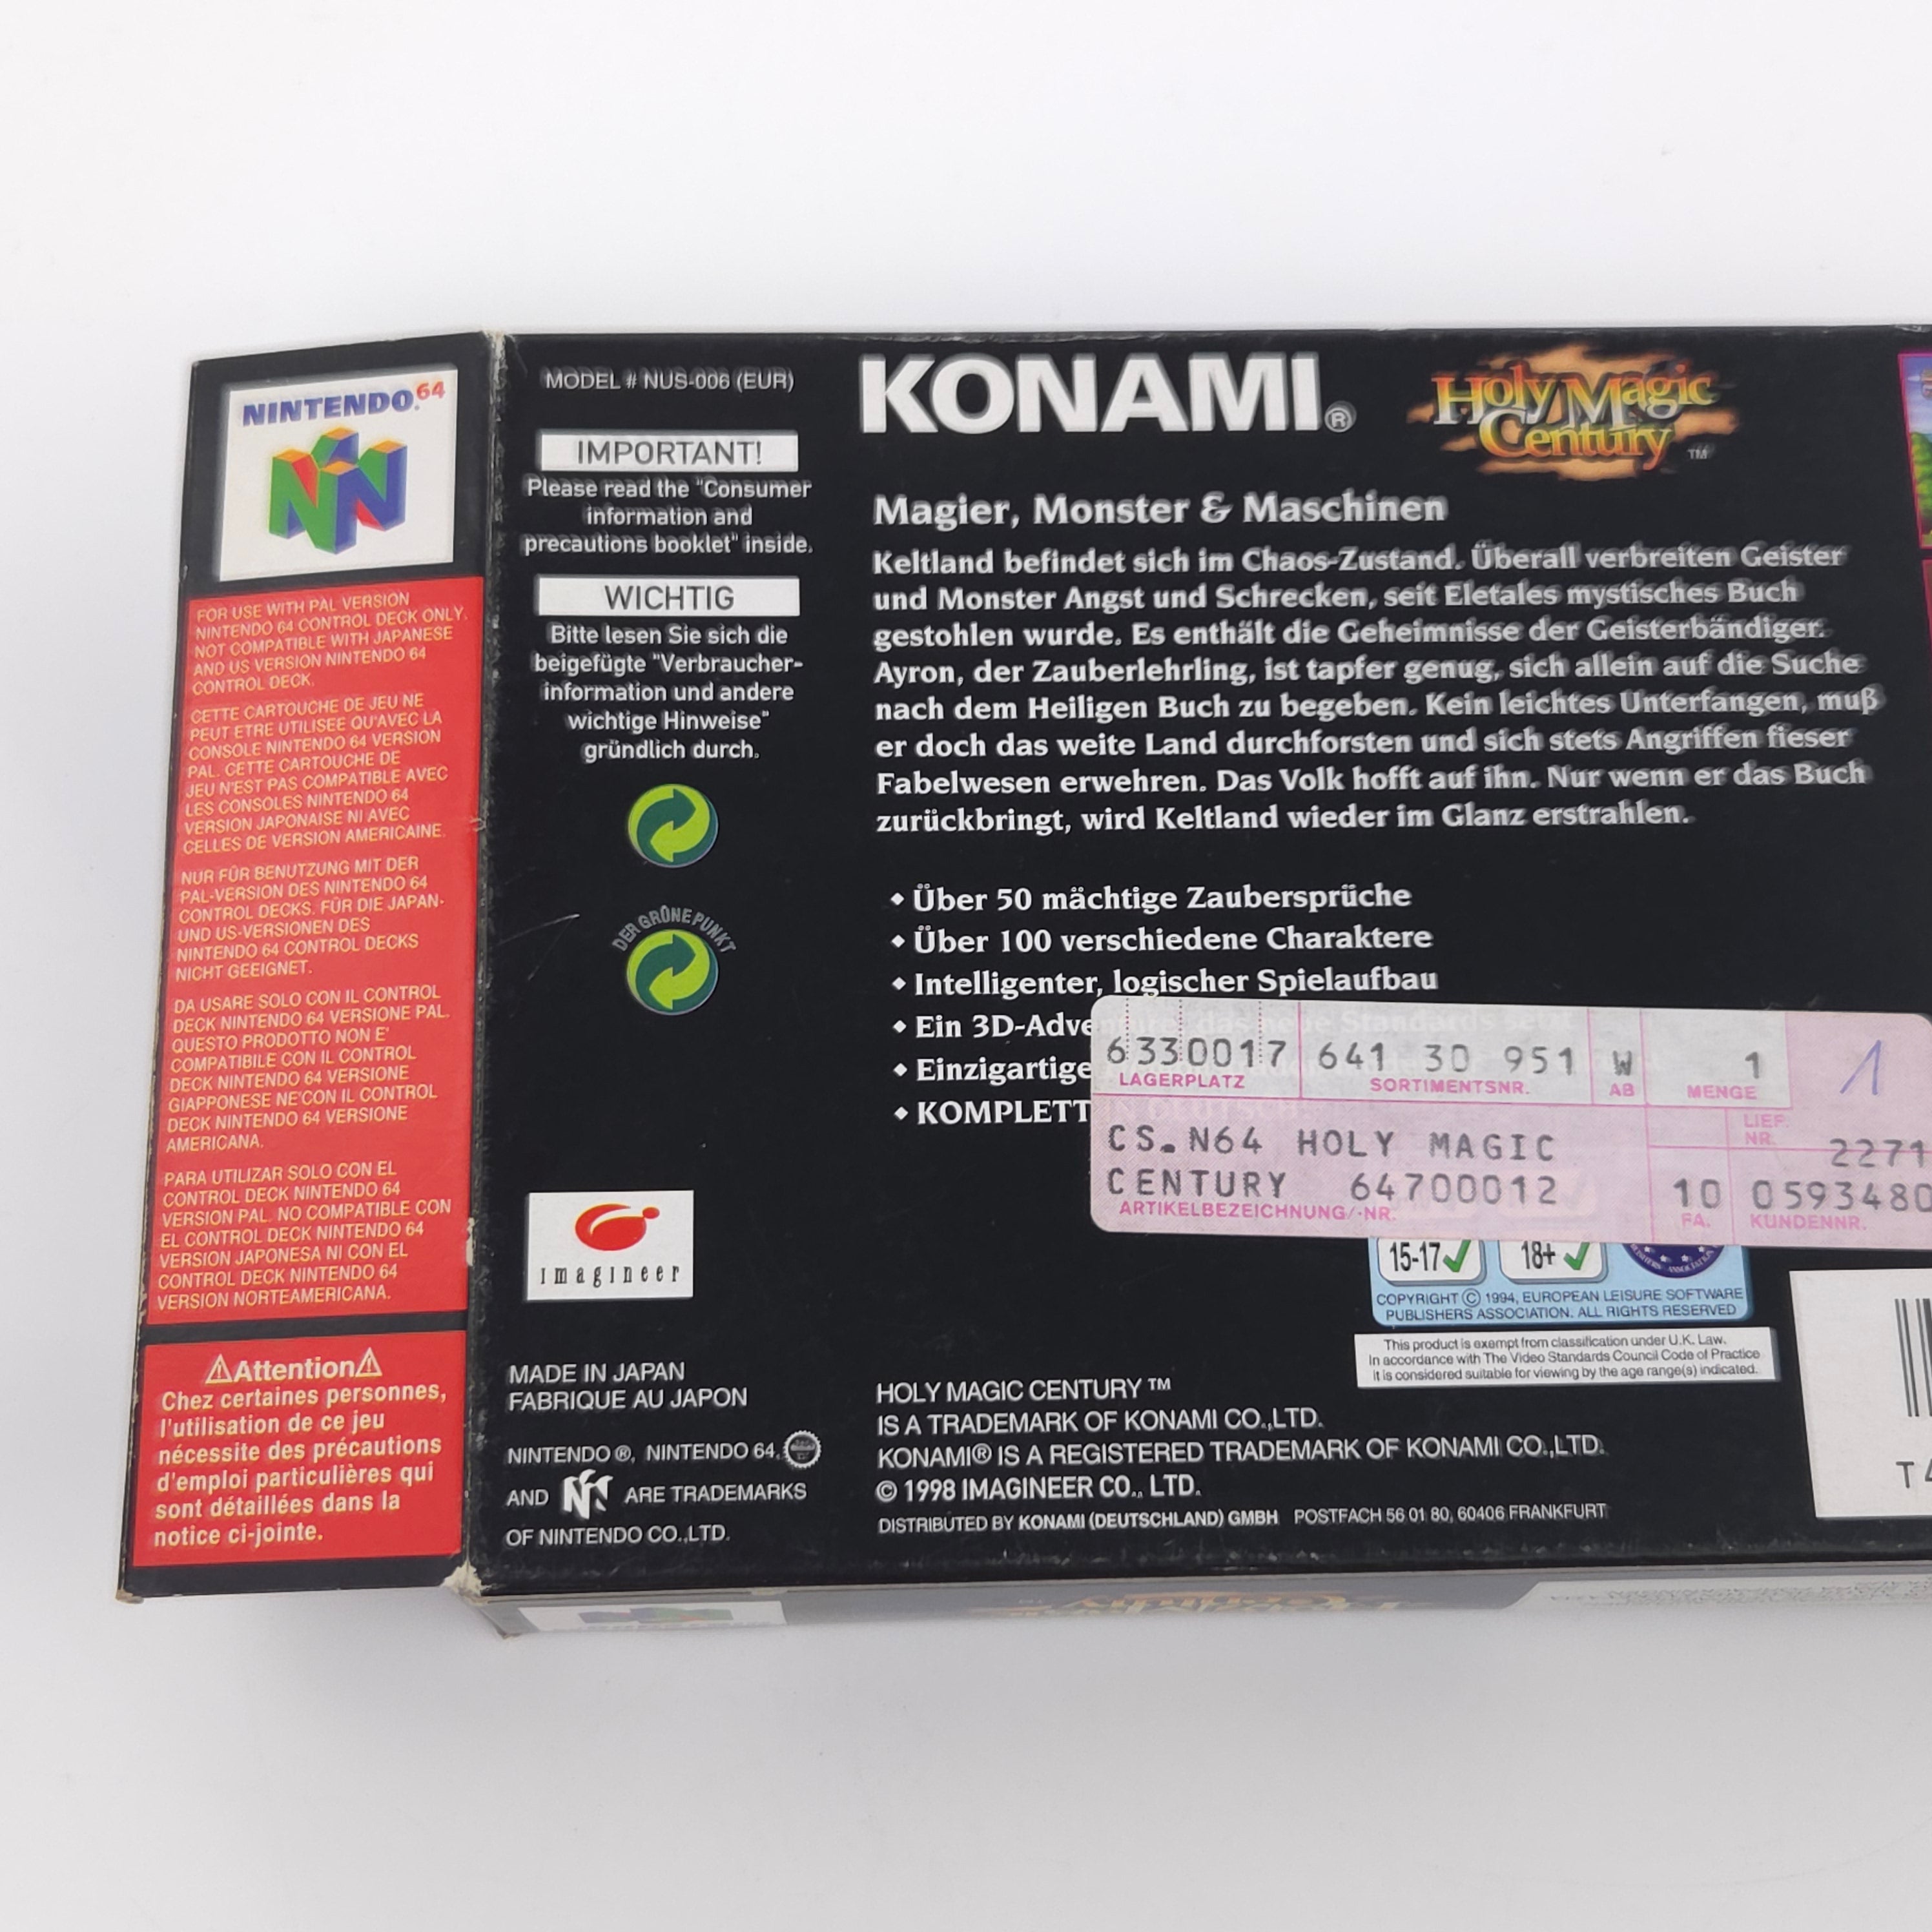 NINTENDO 64
FOR USE WITH PAL VERSION
NINTENDO 64 CONTROL DECK ONLY.
NOT COMPATIBLE WITH JAPANESE
AND US VERSION NINTENDO 64
CONTROL DECK.
CETTE CARTOUCHE DE JEU NE
PEUT ETRE UTILISEE QU'AVEC LA
CONSOLE NINTENDO 64 VERSION
PAL. CETTE CARTOUCHE DE
JEU N'EST PAS COMPATIBLE AVEC
LES CONSOLES NINTENDO 64
VERSION JAPONAISE NI AVEC
CELLES DE VERSION AMERICAINE.
NUR FÜR BENUTZUNG MIT DER
PAL-VERSION DES NINTENDO 64
CONTROL DECKS. FÜR DIE JAPAN-
UND US-VERSIONEN DES
NINTENDO 64 CONTROL DECKS
NICHT GEEIGNET.
DA USARE SOLO CON IL CONTROL
DECK NINTENDO 64 VERSIONE PAL.
QUESTO PRODOTTO NON E'
COMPATIBILE CON IL CONTROL
DECK NINTENDO 64 VERSIONE
GIAPPONESE NE'CON IL CONTROL
DECK NINTENDO 64 VERSIONE
AMERICANA.
PARA UTILIZAR SOLO CON EL
CONTROL DECK NINTENDO 64
VERSION PAL. NO COMPATIBLE CON
EL CONTROL DECK NINTENDO 64
VERSION JAPONESA NI CON EL
CONTROL DECK NINTENDO 64
VERSION NORTEAMERICANA.
⚠Attention⚠
Chez certaines personnes,
l'utilisation de ce jeu
nécessite des précautions
d'emploi particulières qui
sont détaillées dans la
notice ci-jointe.
MODEL # NUS-006 (EUR)
IMPORTANT!
Please read the "Consumer
information and
precautions booklet" inside.
WICHTIG
Bitte lesen Sie sich die
beigefügte "Verbraucher-
information und andere
wichtige Hinweise"
gründlich durch.
DER GRÜNE PUNKT
imagineer
MADE IN JAPAN
FABRIQUE AU JAPON
NINTENDO ®, NINTENDO 64,
AND ARE TRADEMARKS
OF NINTENDO CO.,LTD.
KONAMI®
Holy Magic
Century ™
Magier, Monster & Maschinen
Keltland befindet sich im Chaos-Zustand. Überall verbreiten Geister
und Monster Angst und Schrecken, seit Eletales mystisches Buch
gestohlen wurde. Es enthält die Geheimnisse der Geisterbändiger.
Ayron, der Zauberlehrling, ist tapfer genug, sich allein auf die Suche
nach dem Heiligen Buch zu begeben. Kein leichtes Unterfangen, muß
er doch das weite Land durchforsten und sich stets Angriffen fieser
Fabelwesen erwehren. Das Volk hofft auf ihn. Nur wenn er das Buch
zurückbringt, wird Keltland wieder im Glanz erstrahlen.
◆ Über 50 mächtige Zaubersprüche
◆ Über 100 verschiedene Charaktere
◆ Intelligenter, logischer Spielaufbau
◆ Ein 3D-Adventure, das neue Standards setzt
◆ Einzigartige
◆ KOMPLETT IN DEUTSCH
6330017 641 30 951 W 1 1
LAGERPLATZ SORTIMENTSNR. AB MENGE
LIEF.
NR. 2271
CS. N64 HOLY MAGIC
CENTURY 64700012 10 0593480
ARTIKELBEZEICHNUNG/-NR. FA. KUNDENNR.
15-17 18+
COPYRIGHT © 1994, EUROPEAN LEISURE SOFTWARE
PUBLISHERS ASSOCIATION. ALL RIGHTS RESERVED
This product is exempt from classification under U.K. Law.
In accordance with The Video Standards Council Code of Practice
it is considered suitable for viewing by the age range(s) indicated.
HOLY MAGIC CENTURY ™
IS A TRADEMARK OF KONAMI CO.,LTD.
KONAMI® IS A REGISTERED TRADEMARK OF KONAMI CO.,LTD.
© 1998 IMAGINEER CO., LTD.
DISTRIBUTED BY KONAMI (DEUTSCHLAND) GMBH POSTFACH 56 01 80, 60406 FRANKFURT